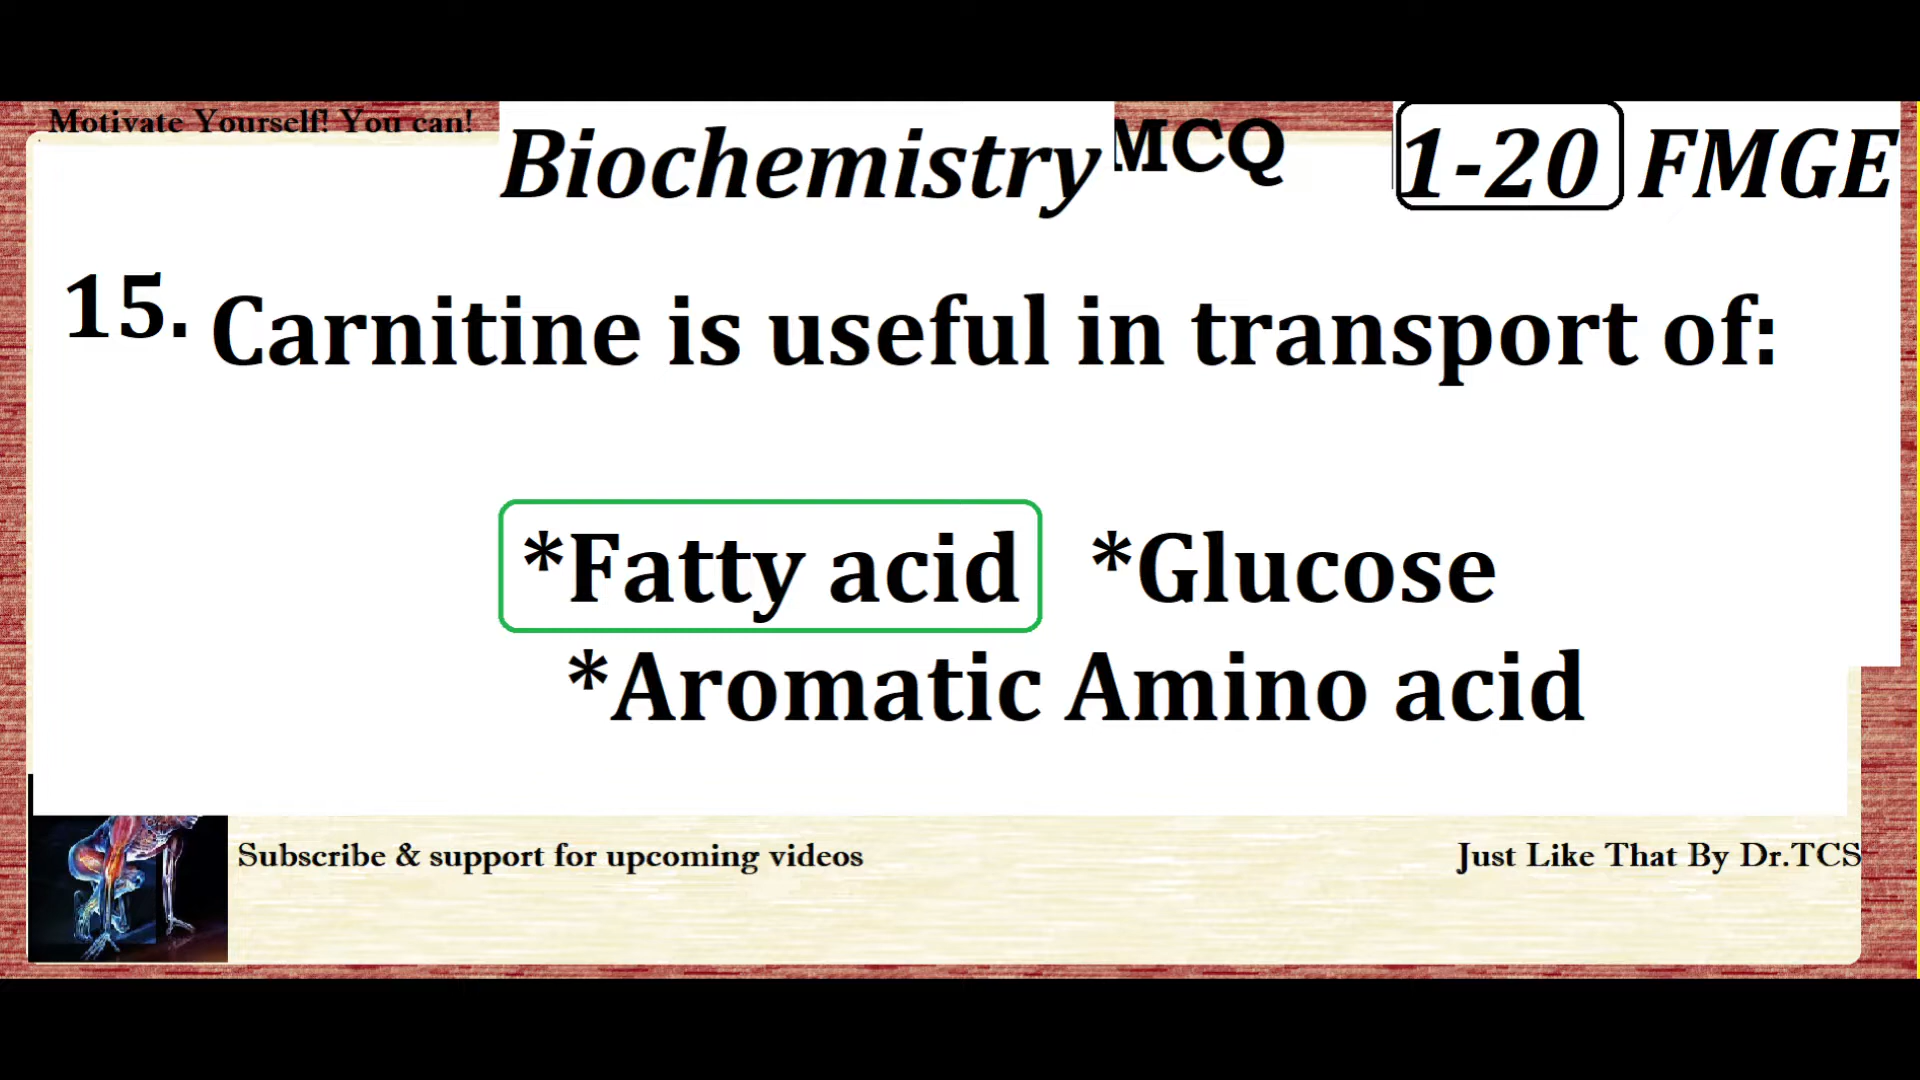 Motivate Yourself! You can!
Biochemistry MCQ 1-20 FMGE
15. Carnitine is useful in transport of:
*Fatty acid *Glucose
*Aromatic Amino acid
Subscribe & support for upcoming videos Just Like That By Dr.TCS